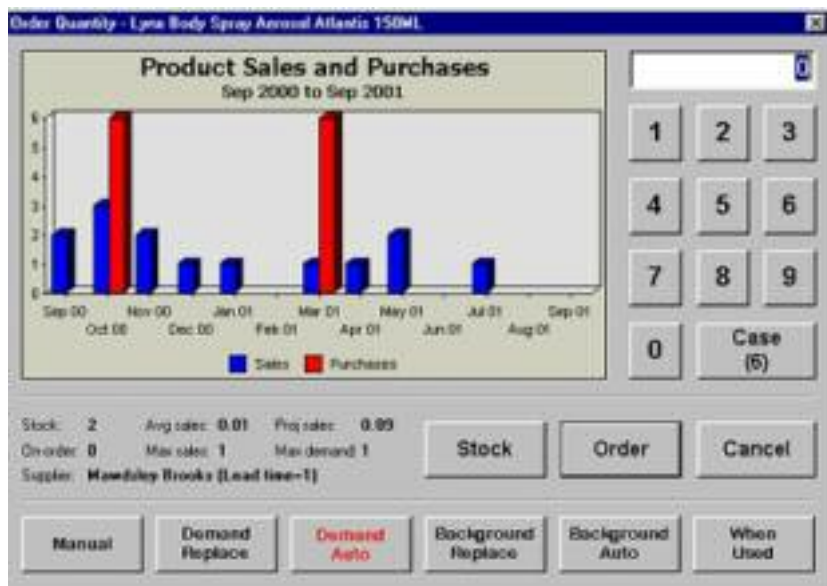 Order Quantity - Lynx Body Spray Aerosol Atlantis 150ML
Product Sales and Purchases
Sep 2000 to Sep 2001
0
6
5
4
3
2
1
0
Sep 00 Nov 00 Jan 01 Mar 01 May 01 Jul 01 Sep 01
Oct 00 Dec 00 Feb 01 Apr 01 Jun 01 Aug 01
Sales Purchases
1 2 3
4 5 6
7 8 9
0 Case (6)
Stock: 2 Avg sales: 0.01 Proj sales: 0.09
On-order: 0 Max sales: 1 Max demand: 1
Supplier: Mawdsley Brooks (Lead time=1)
Stock Order Cancel
Manual Demand Replace Demand Auto Background Replace Background Auto When Used